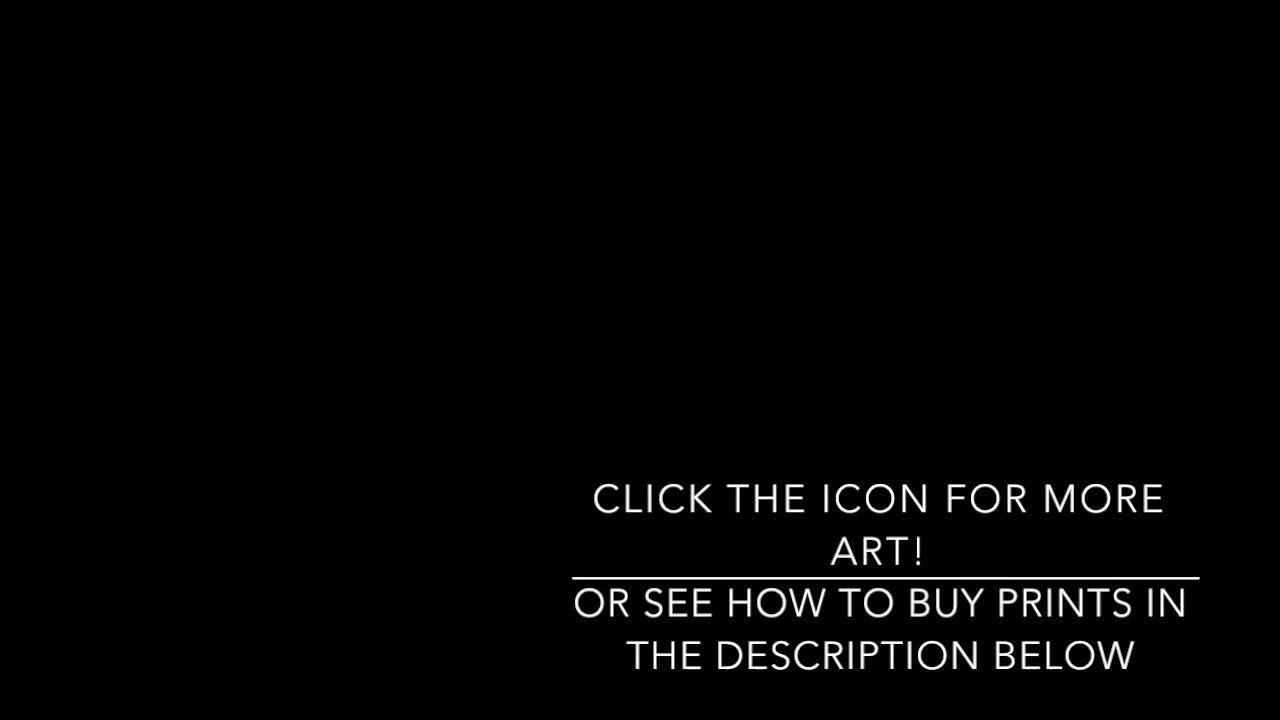 CLICK THE ICON FOR MORE
ART!
OR SEE HOW TO BUY PRINTS IN
THE DESCRIPTION BELOW